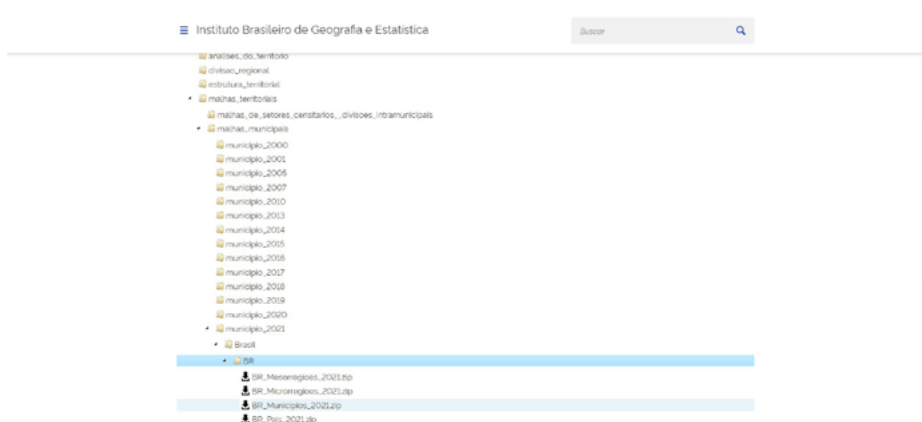 Instituto Brasileiro de Geografia e Estatística
Buscar
analises_do_territorio
divisao_regional
estrutura_territorial
malhas_territoriais
malhas_de_setores_censitarios__divisoes_intramunicipais
malhas_municipais
municipio_2000
municipio_2001
municipio_2005
municipio_2007
municipio_2010
municipio_2013
municipio_2014
municipio_2015
municipio_2016
municipio_2017
municipio_2018
municipio_2019
municipio_2020
municipio_2021
Brasil
BR
BR_Mesorregioes_2021.zip
BR_Microrregioes_2021.zip
BR_Municipios_2021.zip
BR_Pais_2021.zip